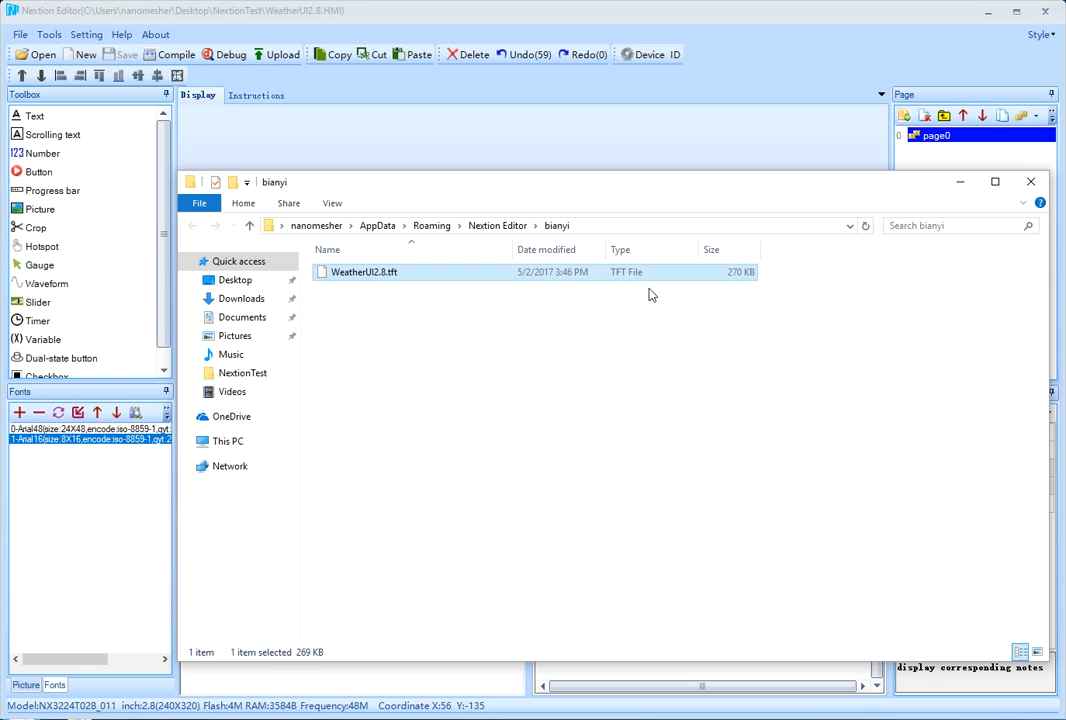 Nextion Editor(C:\Users\nanomesher\Desktop\NextionTest\WeatherUI2.8.HMI)
File Tools Setting Help About Style
Open New Save Compile Debug Upload Copy Cut Paste Delete Undo(59) Redo(0) Device ID
Toolbox
Display Instructions
Page
Text
Scrolling text
123 Number
Button
Progress bar
Picture
Crop
Hotspot
Gauge
Waveform
Slider
Timer
(X) Variable
Dual-state button
Checkbox
0 page0
bianyi
File Home Share View
nanomesher > AppData > Roaming > Nextion Editor > bianyi
Search bianyi
Name Date modified Type Size
WeatherUI2.8.tft 5/2/2017 3:46 PM TFT File 270 KB
Quick access
Desktop
Downloads
Documents
Pictures
Music
NextionTest
Videos
OneDrive
This PC
Network
1 item 1 item selected 269 KB
Fonts
0-Arial48(size:24X48,encode:iso-8859-1,qyt:
1-Arial16(size:8X16,encode:iso-8859-1,qyt:2
Picture Fonts
display corresponding notes
Model:NX3224T028_011 inch:2.8(240X320) Flash:4M RAM:3584B Frequency:48M Coordinate X:56 Y:-135